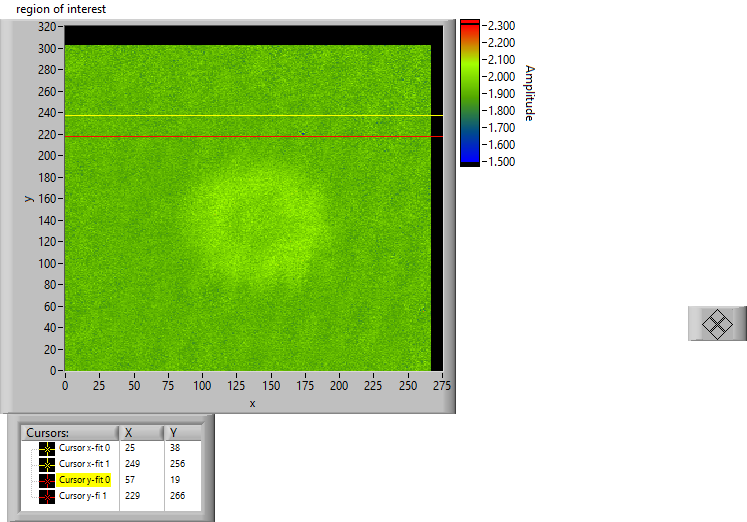 region of interest
320
300
280
260
240
220
200
180
160
140
120
100
80
60
40
20
0
y
0 25 50 75 100 125 150 175 200 225 250 275
x
2.300
2.200
2.100
2.000
1.900
1.800
1.700
1.600
1.500
Amplitude
Cursors: X Y
Cursor x-fit 0 25 38
Cursor x-fit 1 249 256
Cursor y-fit 0 57 19
Cursor y-fi 1 229 266